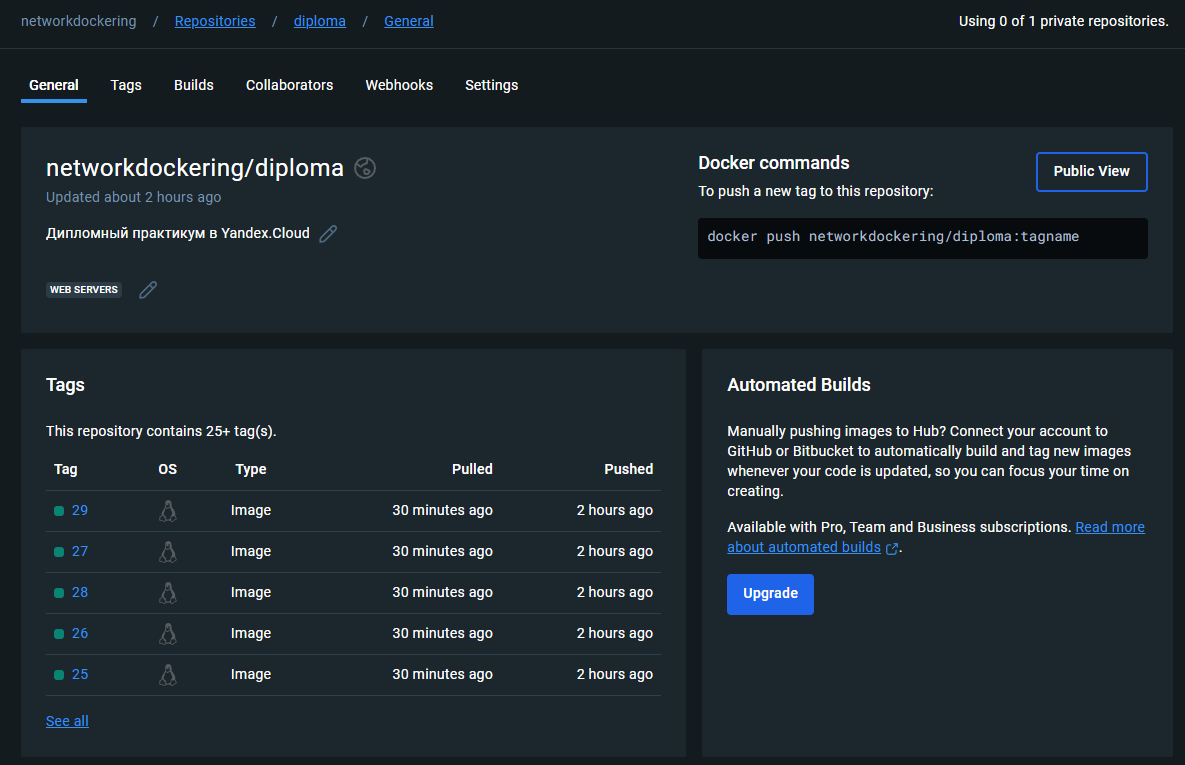 networkdockering / Repositories / diploma / General
Using 0 of 1 private repositories.
General Tags Builds Collaborators Webhooks Settings
networkdockering/diploma
Updated about 2 hours ago
Дипломный практикум в Yandex.Cloud
WEB SERVERS
Docker commands
Public View
To push a new tag to this repository:
docker push networkdockering/diploma:tagname
Tags
This repository contains 25+ tag(s).
Tag OS Type Pulled Pushed
29 Image 30 minutes ago 2 hours ago
27 Image 30 minutes ago 2 hours ago
28 Image 30 minutes ago 2 hours ago
26 Image 30 minutes ago 2 hours ago
25 Image 30 minutes ago 2 hours ago
See all
Automated Builds
Manually pushing images to Hub? Connect your account to
GitHub or Bitbucket to automatically build and tag new images
whenever your code is updated, so you can focus your time on
creating.
Available with Pro, Team and Business subscriptions. Read more
about automated builds .
Upgrade